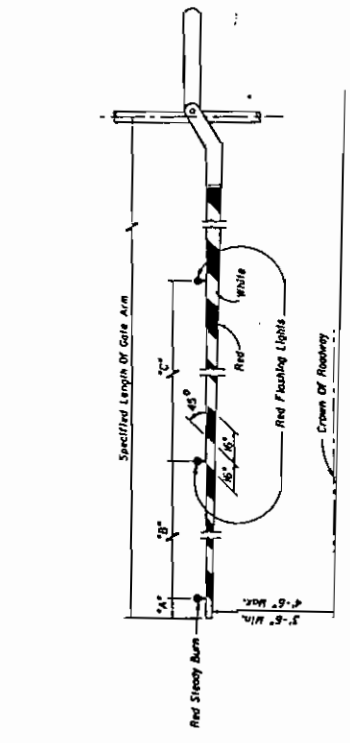 Specified Length Of Gate Arm
"A"
"B"
"C"
45°
16"
16"
White
Red
Red Flashing Lights
Red Steady Burn
Crown Of Roadway
3'-6" Min.
4'-6" Max.